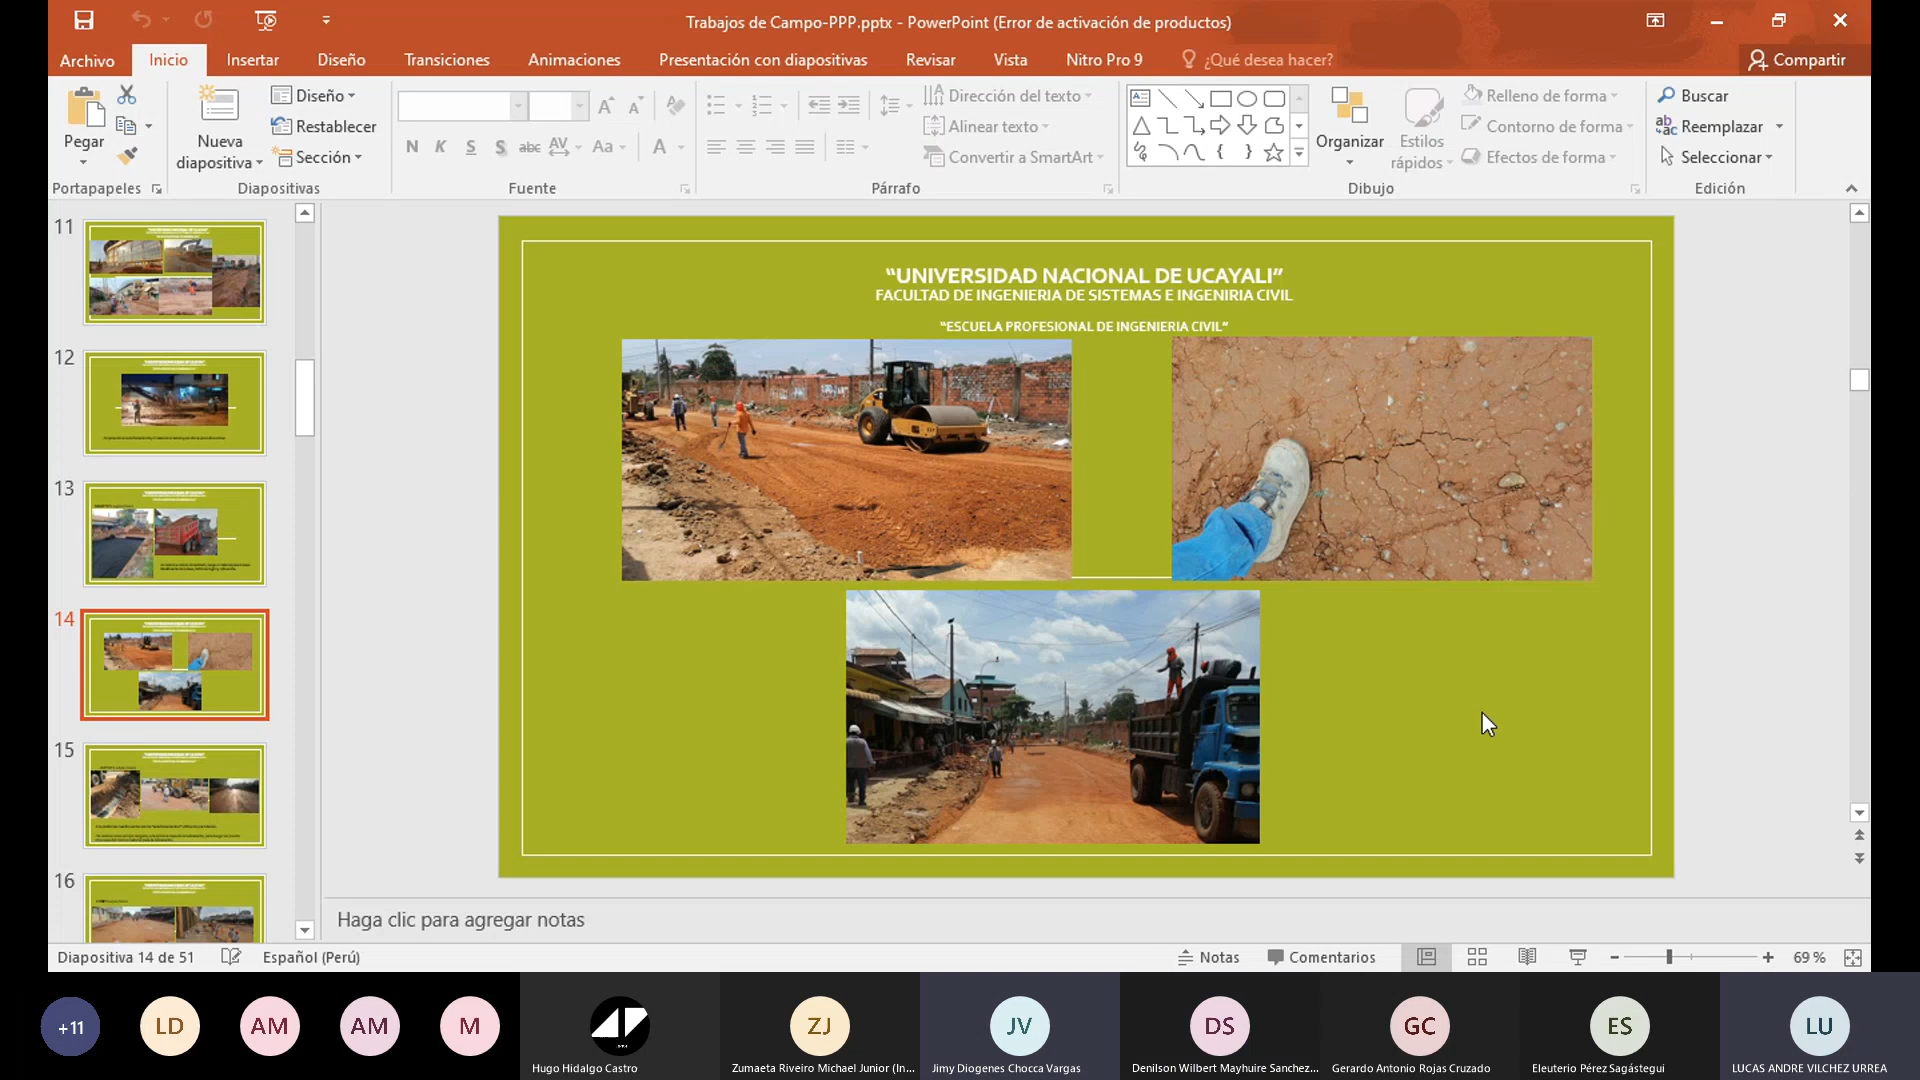 Trabajos de Campo-PPP.pptx - PowerPoint (Error de activación de productos)
Archivo
Inicio
Insertar
Diseño
Transiciones
Animaciones
Presentación con diapositivas
Revisar
Vista
Nitro Pro 9
¿Qué desea hacer?
Compartir
Pegar
Nueva
diapositiva
Diseño
Restablecer
Sección
N K S S abc AV Aa A
Dirección del texto
Alinear texto
Convertir a SmartArt
Organizar
Estilos
rápidos
Relleno de forma
Contorno de forma
Efectos de forma
Buscar
Reemplazar
Seleccionar
Portapapeles
Diapositivas
Fuente
Párrafo
Dibujo
Edición
11
12
13
14
15
16
“UNIVERSIDAD NACIONAL DE UCAYALI”
FACULTAD DE INGENIERIA DE SISTEMAS E INGENIRIA CIVIL
“ESCUELA PROFESIONAL DE INGENIERIA CIVIL”
Haga clic para agregar notas
Diapositiva 14 de 51
Español (Perú)
Notas
Comentarios
69 %
+11
LD
AM
AM
M
ZJ
JV
DS
GC
ES
LU
Hugo Hidalgo Castro
Zumaeta Riveiro Michael Junior (In...
Jimy Diogenes Chocca Vargas
Denilson Wilbert Mayhuire Sanchez...
Gerardo Antonio Rojas Cruzado
Eleuterio Pérez Sagástegui
LUCAS ANDRE VILCHEZ URREA